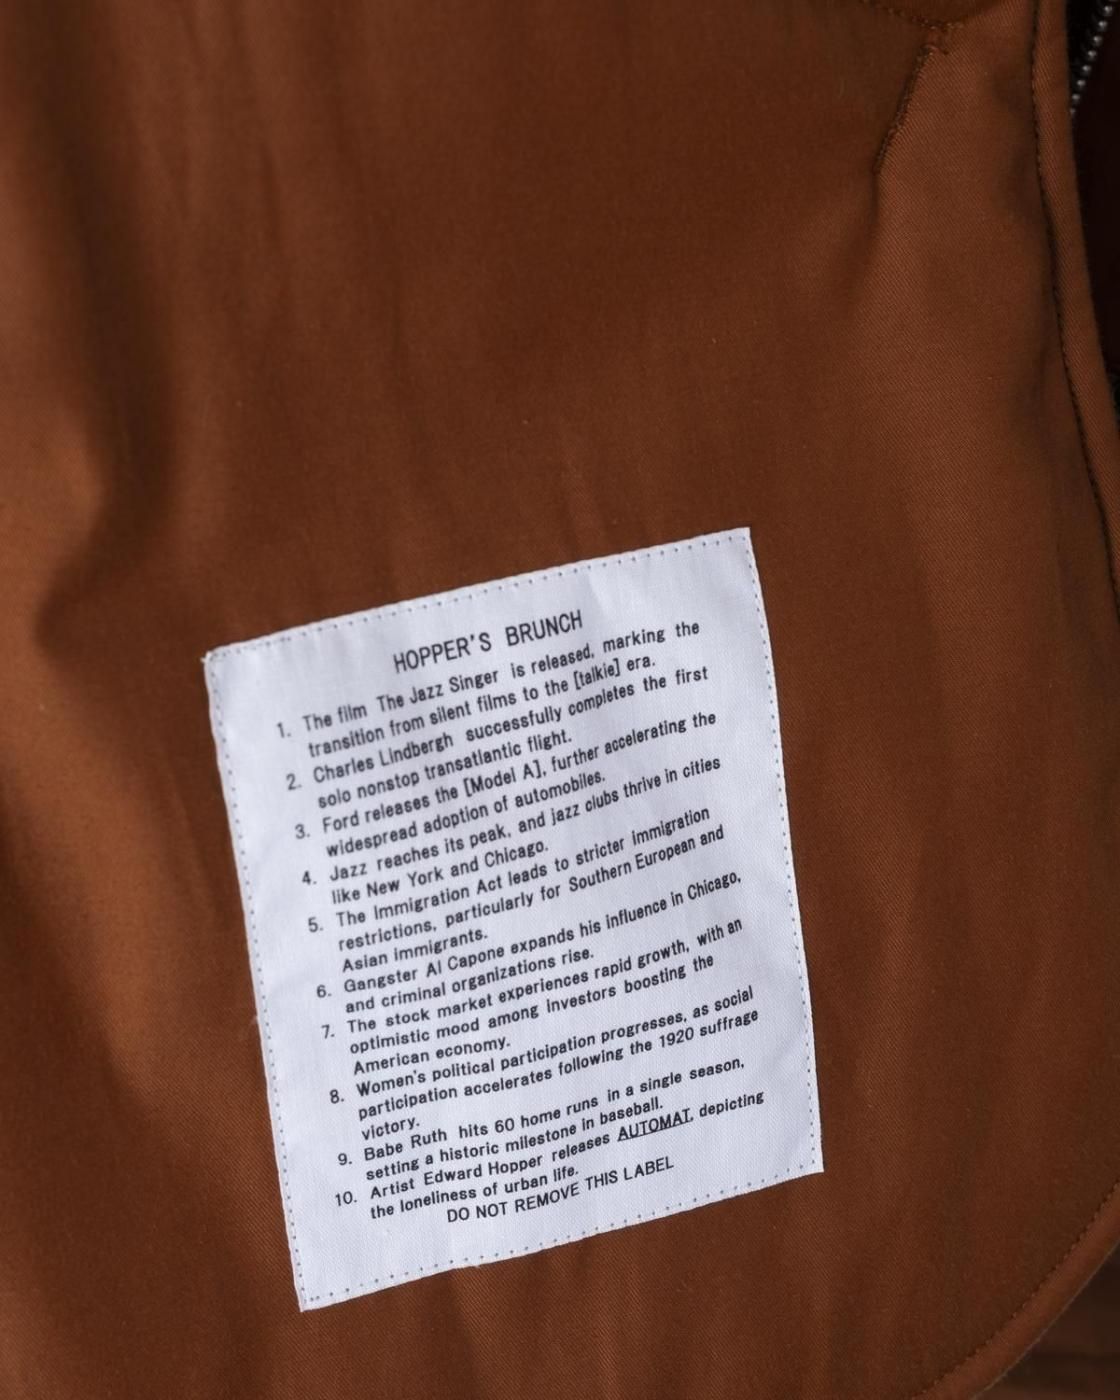 HOPPER'S BRUNCH
1. The film The Jazz Singer is released, marking the
transition from silent films to the [talkie] era.
2. Charles Lindbergh successfully completes the first
solo nonstop transatlantic flight.
3. Ford releases the [Model A], further accelerating the
widespread adoption of automobiles.
4. Jazz reaches its peak, and jazz clubs thrive in cities
like New York and Chicago.
5. The Immigration Act leads to stricter immigration
restrictions, particularly for Southern European and
Asian immigrants.
6. Gangster Al Capone expands his influence in Chicago,
and criminal organizations rise.
7. The stock market experiences rapid growth, with an
optimistic mood among investors boosting the
American economy.
8. Women's political participation progresses, as social
participation accelerates following the 1920 suffrage
victory.
9. Babe Ruth hits 60 home runs in a single season,
setting a historic milestone in baseball.
10. Artist Edward Hopper releases AUTOMAT, depicting
the loneliness of urban life.
DO NOT REMOVE THIS LABEL